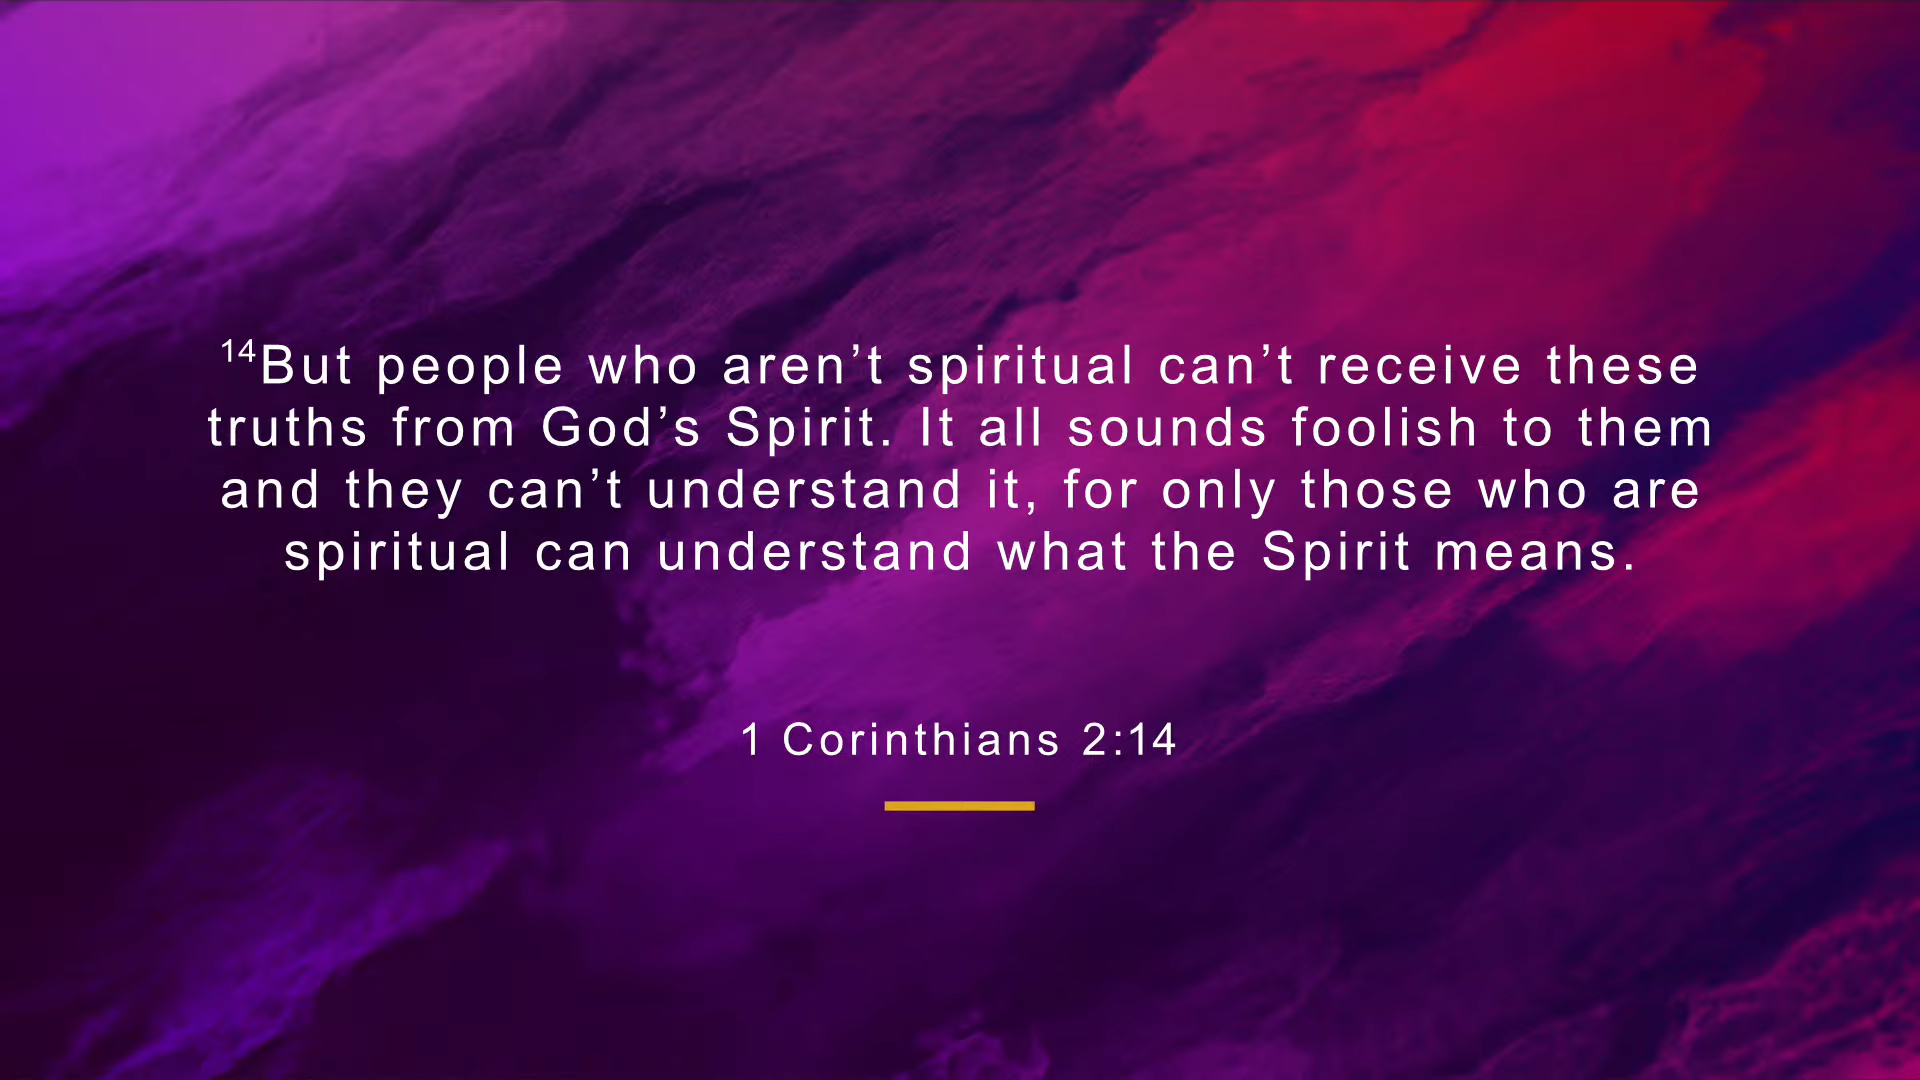 ¹⁴But people who aren’t spiritual can’t receive these
truths from God’s Spirit. It all sounds foolish to them
and they can’t understand it, for only those who are
spiritual can understand what the Spirit means.
1 Corinthians 2:14